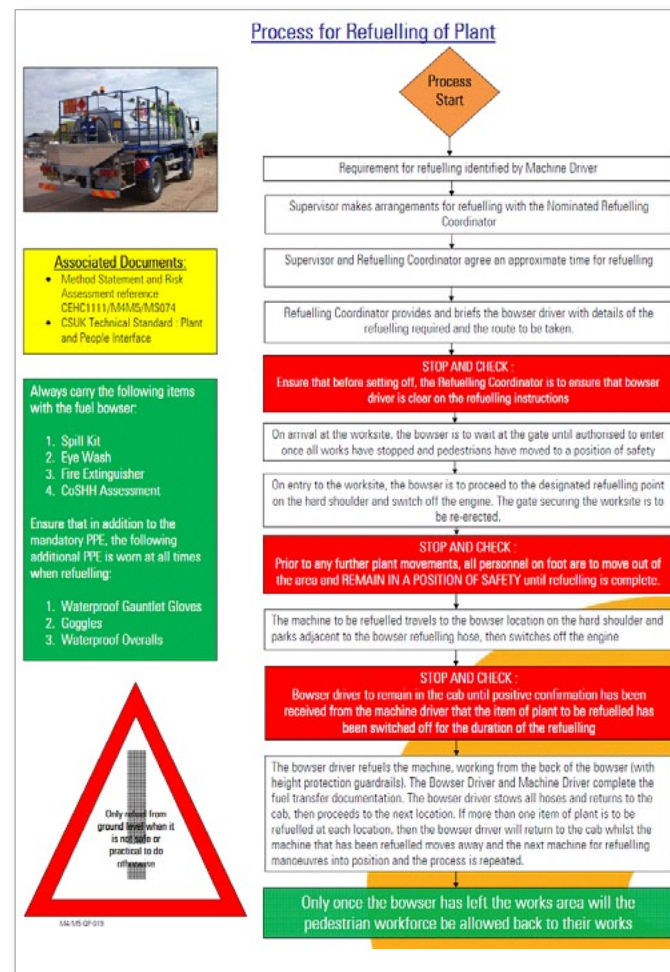 Process for Refuelling of Plant
Process
Start
Requirement for refuelling identified by Machine Driver
Supervisor makes arrangements for refuelling with the Nominated Refuelling
Coordinator
Supervisor and Refuelling Coordinator agree an approximate time for refuelling
Refuelling Coordinator provides and briefs the bowser driver with details of the
refuelling required and the route to be taken.
STOP AND CHECK :
Ensure that before setting off, the Refuelling Coordinator is to ensure that bowser
driver is clear on the refuelling instructions
On arrival at the worksite, the bowser is to wait at the gate until authorised to enter
once all works have stopped and pedestrians have moved to a position of safety
On entry to the worksite, the bowser is to proceed to the designated refuelling point
on the hard shoulder and switch off the engine. The gate securing the worksite is to
be re-erected.
STOP AND CHECK :
Prior to any further plant movements, all personnel on foot are to move out of
the area and REMAIN IN A POSITION OF SAFETY until refuelling is complete.
The machine to be refuelled travels to the bowser location on the hard shoulder and
parks adjacent to the bowser refuelling hose, then switches off the engine
STOP AND CHECK :
Bowser driver to remain in the cab until positive confirmation has been
received from the machine driver that the item of plant to be refuelled has
been switched off for the duration of the refuelling
The bowser driver refuels the machine, working from the back of the bowser (with
height protection guardrails). The Bowser Driver and Machine Driver complete the
fuel transfer documentation. The bowser driver stows all hoses and returns to the
cab, then proceeds to the next location. If more than one item of plant is to be
refuelled at each location, then the bowser driver will return to the cab whilst the
machine that has been refuelled moves away and the next machine for refuelling
manoeuvres into position and the process is repeated.
Only once the bowser has left the works area will the
pedestrian workforce be allowed back to their works
Associated Documents:
• Method Statement and Risk
Assessment reference
CEHC1111/M4M5/MS074
• CSUK Technical Standard : Plant
and People Interface
Always carry the following items
with the fuel bowser:
1. Spill Kit
2. Eye Wash
3. Fire Extinguisher
4. CoSHH Assessment
Ensure that in addition to the
mandatory PPE, the following
additional PPE is worn at all times
when refuelling:
1. Waterproof Gauntlet Gloves
2. Goggles
3. Waterproof Overalls
Only refuel from
ground level when it
is not safe or
practical to do
otherwise